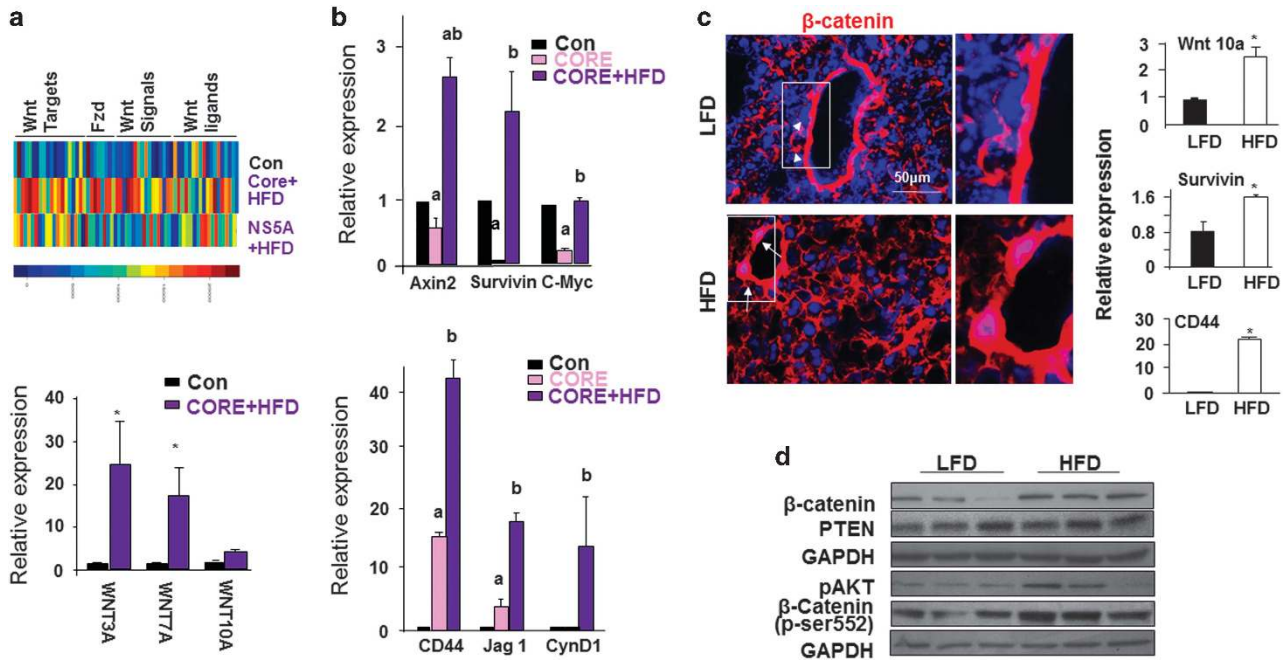 a
Wnt
Targets
Fzd
Wnt
Signals
Wnt
ligands
Con
Core+
HFD
NS5A
+HFD
Relative expression
40
30
20
10
0
Con
CORE+HFD
*
*
WNT3A
WNT7A
WNT10A
b
Relative expression
3
2
1
0
Con
CORE
CORE+HFD
a
ab
a
b
a
b
Axin2
Survivin
C-Myc
Relative expression
40
30
20
10
0
Con
CORE
CORE+HFD
a
b
a
b
b
CD44
Jag 1
CynD1
c
β-catenin
LFD
50μm
HFD
Relative expression
Wnt 10a
*
3
2
1
0
LFD
HFD
Survivin
*
1.6
1.2
0.8
0
LFD
HFD
CD44
*
30
20
10
0
LFD
HFD
d
LFD
HFD
β-catenin
PTEN
GAPDH
pAKT
β-Catenin
(p-ser552)
GAPDH